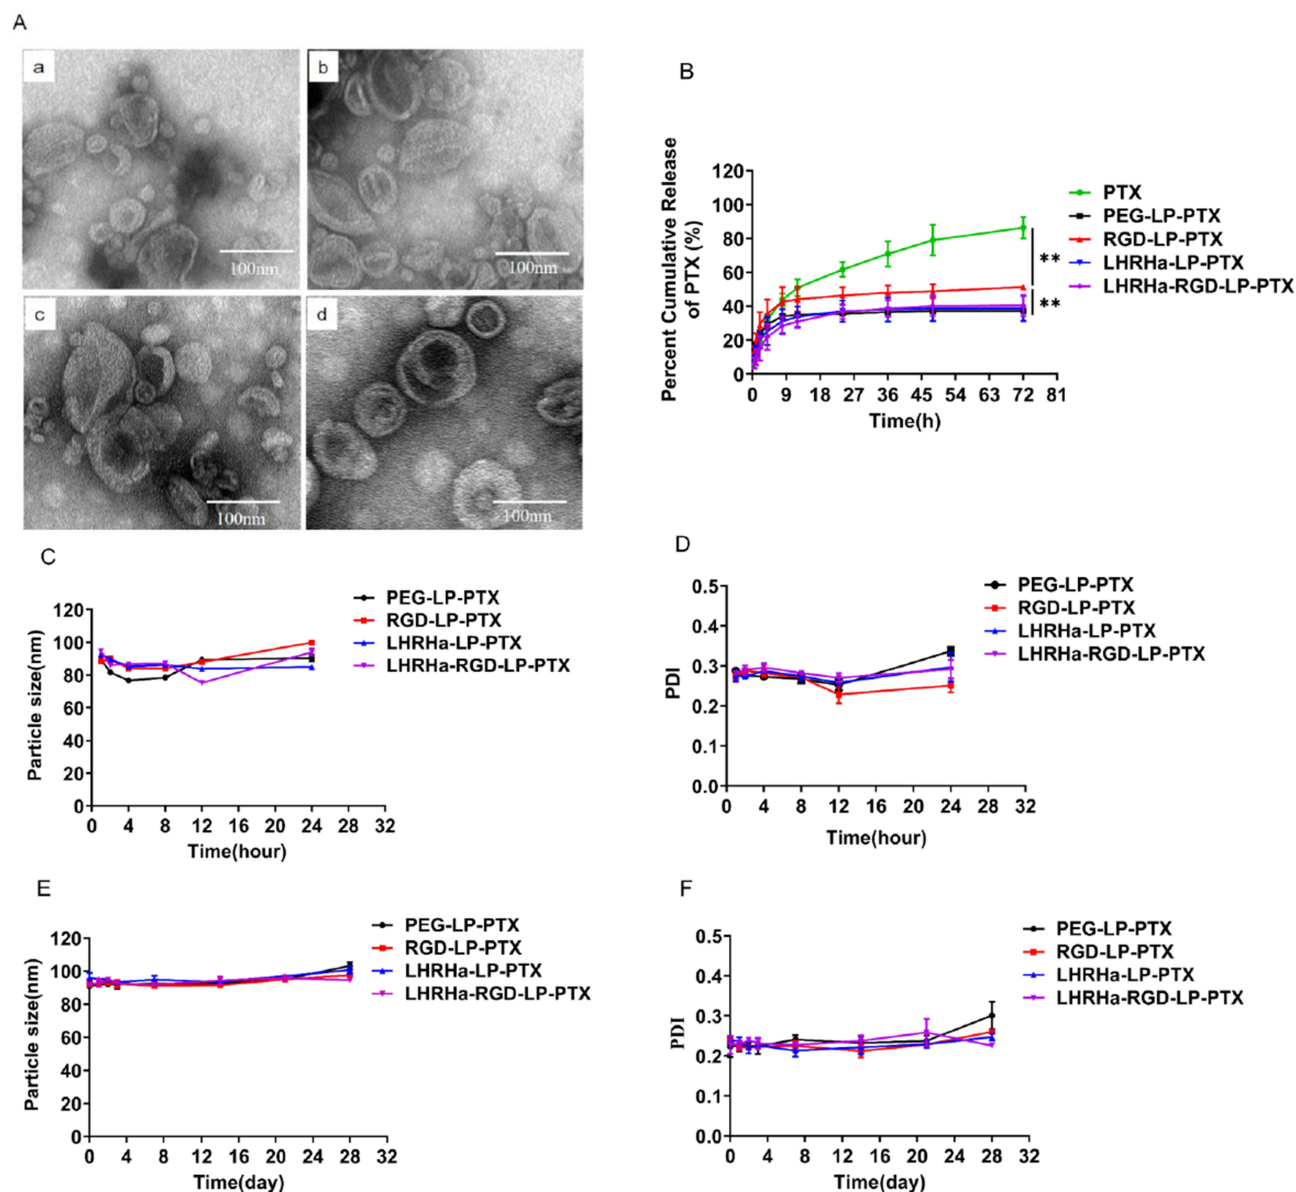 A
a
b
100nm
100nm
c
d
100nm
100nm
B
Percent Cumulative Release
of PTX (%)
120
100
80
60
40
20
0
0 9 18 27 36 45 54 63 72 81
Time(h)
PTX
PEG-LP-PTX
RGD-LP-PTX
LHRHa-LP-PTX
LHRHa-RGD-LP-PTX
**
**
C
Particle size(nm)
120
100
80
60
40
20
0
0 4 8 12 16 20 24 28 32
Time(hour)
PEG-LP-PTX
RGD-LP-PTX
LHRHa-LP-PTX
LHRHa-RGD-LP-PTX
D
PDI
0.5
0.4
0.3
0.2
0.1
0.0
0 4 8 12 16 20 24 28 32
Time(hour)
PEG-LP-PTX
RGD-LP-PTX
LHRHa-LP-PTX
LHRHa-RGD-LP-PTX
E
Particle size(nm)
120
100
80
60
40
20
0
0 4 8 12 16 20 24 28 32
Time(day)
PEG-LP-PTX
RGD-LP-PTX
LHRHa-LP-PTX
LHRHa-RGD-LP-PTX
F
PDI
0.5
0.4
0.3
0.2
0.1
0.0
0 4 8 12 16 20 24 28 32
Time(day)
PEG-LP-PTX
RGD-LP-PTX
LHRHa-LP-PTX
LHRHa-RGD-LP-PTX